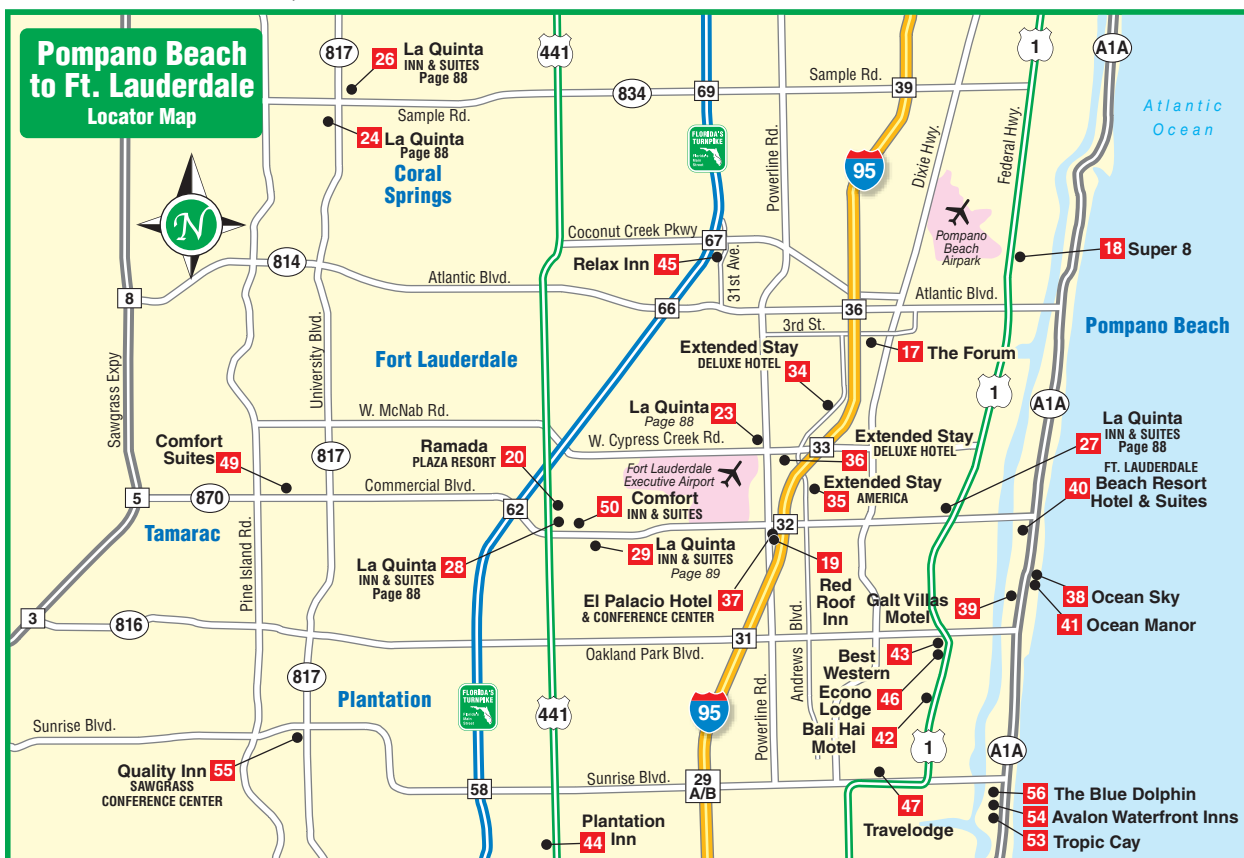 Pompano Beach
to Ft. Lauderdale
Locator Map
817
26
La Quinta
INN & SUITES
Page 88
441
1
A1A
Sample Rd.
834
69
39
Sample Rd.
24
La Quinta
Page 88
Coral
Springs
FLORIDA'S
TURNPIKE
Florida's
Main
Street
Powerline Rd.
95
Dixie Hwy.
Federal Hwy.
Atlantic
Ocean
N
Pompano
Beach
Airpark
Coconut Creek Pkwy
67
Relax Inn
45
31st Ave.
18
Super 8
814
Atlantic Blvd.
8
66
36
Atlantic Blvd.
3rd St.
Pompano Beach
Sawgrass Expy
University Blvd.
Fort Lauderdale
Extended Stay
DELUXE HOTEL
34
17
The Forum
1
A1A
W. McNab Rd.
La Quinta
Page 88
23
W. Cypress Creek Rd.
33
La Quinta
INN & SUITES
Page 88
27
Comfort
Suites
49
817
Ramada
PLAZA RESORT
20
Fort Lauderdale
Executive Airport
36
Extended Stay
DELUXE HOTEL
5
870
Commercial Blvd.
62
50
Comfort
INN & SUITES
Extended Stay
AMERICA
35
FT. LAUDERDALE
40
Beach Resort
Hotel & Suites
32
Tamarac
Pine Island Rd.
La Quinta
INN & SUITES
Page 88
28
29
La Quinta
INN & SUITES
Page 89
El Palacio Hotel
& CONFERENCE CENTER
37
19
Red
Roof
Inn
Galt Villas
Motel
39
38
Ocean Sky
41
Ocean Manor
3
816
31
Oakland Park Blvd.
Andrews Blvd.
43
Best
Western
817
Plantation
FLORIDA'S
TURNPIKE
Florida's
Main
Street
441
95
Powerline Rd.
Econo
Lodge
46
Bali Hai
Motel
42
1
A1A
Sunrise Blvd.
Quality Inn
SAWGRASS
CONFERENCE CENTER
55
58
Sunrise Blvd.
29
A/B
47
Travelodge
56
The Blue Dolphin
54
Avalon Waterfront Inns
53
Tropic Cay
Plantation
Inn
44